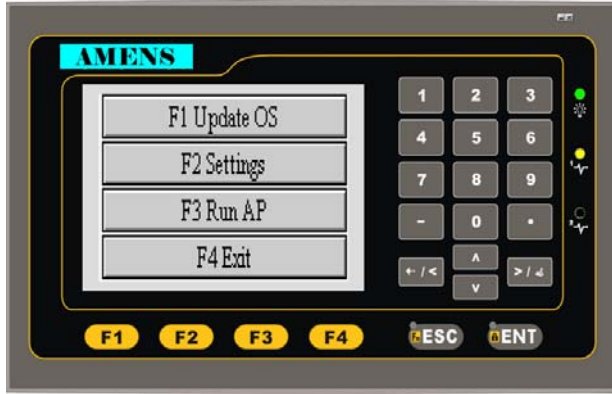 AMENS
F1 Update OS
F2 Settings
F3 Run AP
F4 Exit
1 2 3
4 5 6
7 8 9
- 0 •
←/< ∧ >/
∨
F1 F2 F3 F4 ESC ENT